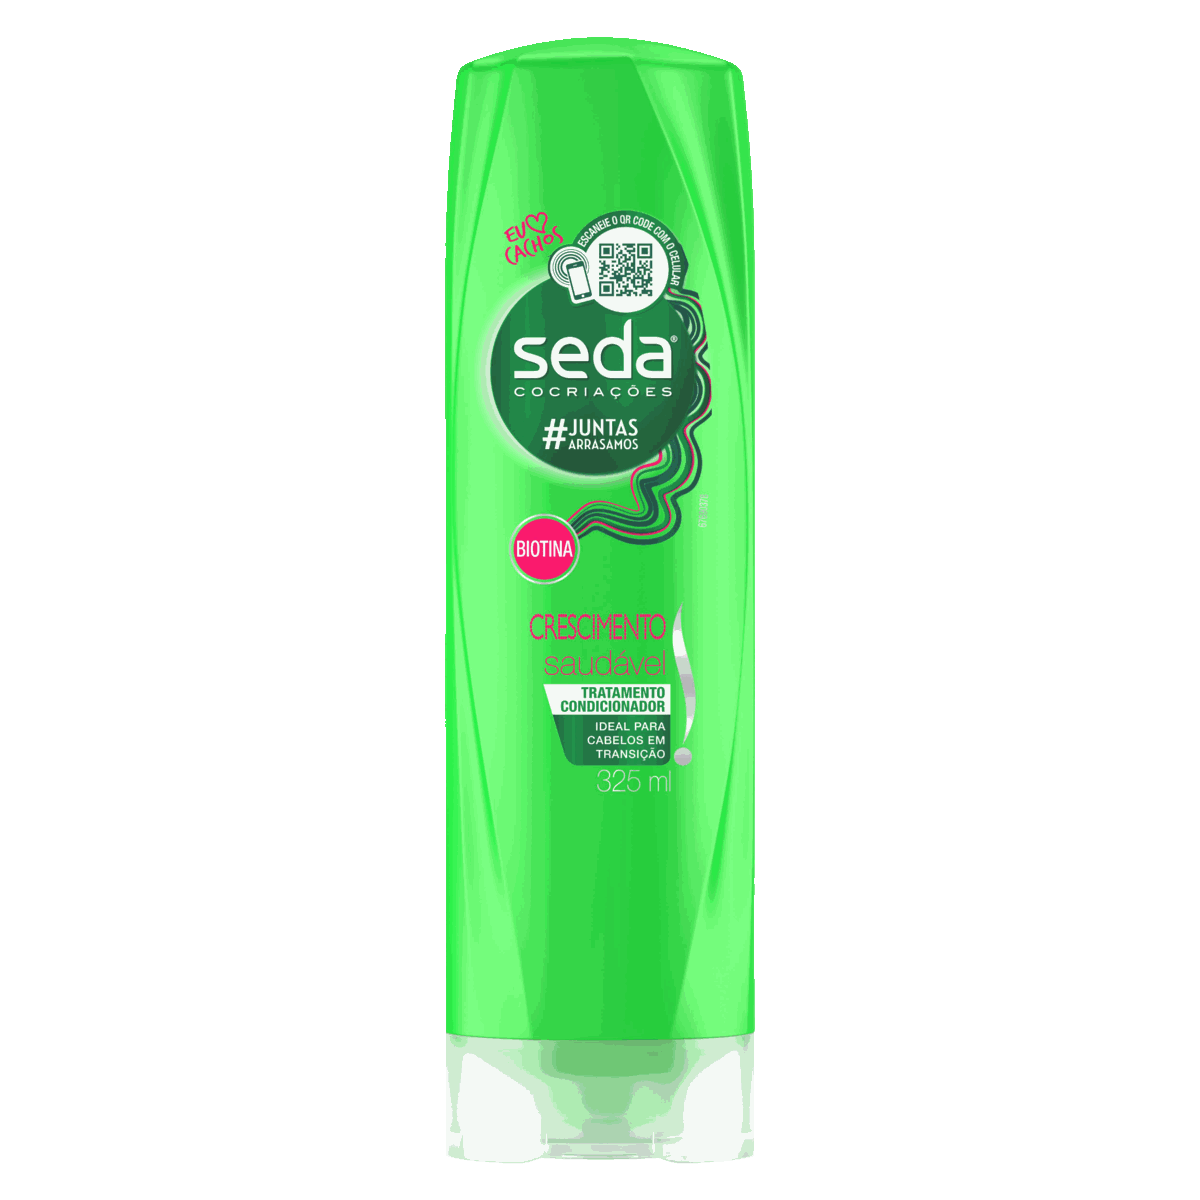 EU
CACHOS
ESCANEIE O QR CODE COM O CELULAR
seda®
COCRIAÇÕES
#JUNTAS
ARRASAMOS
BIOTINA
CRESCIMENTO
saudável
TRATAMENTO
CONDICIONADOR
IDEAL PARA
CABELOS EM
TRANSIÇÃO
325 ml